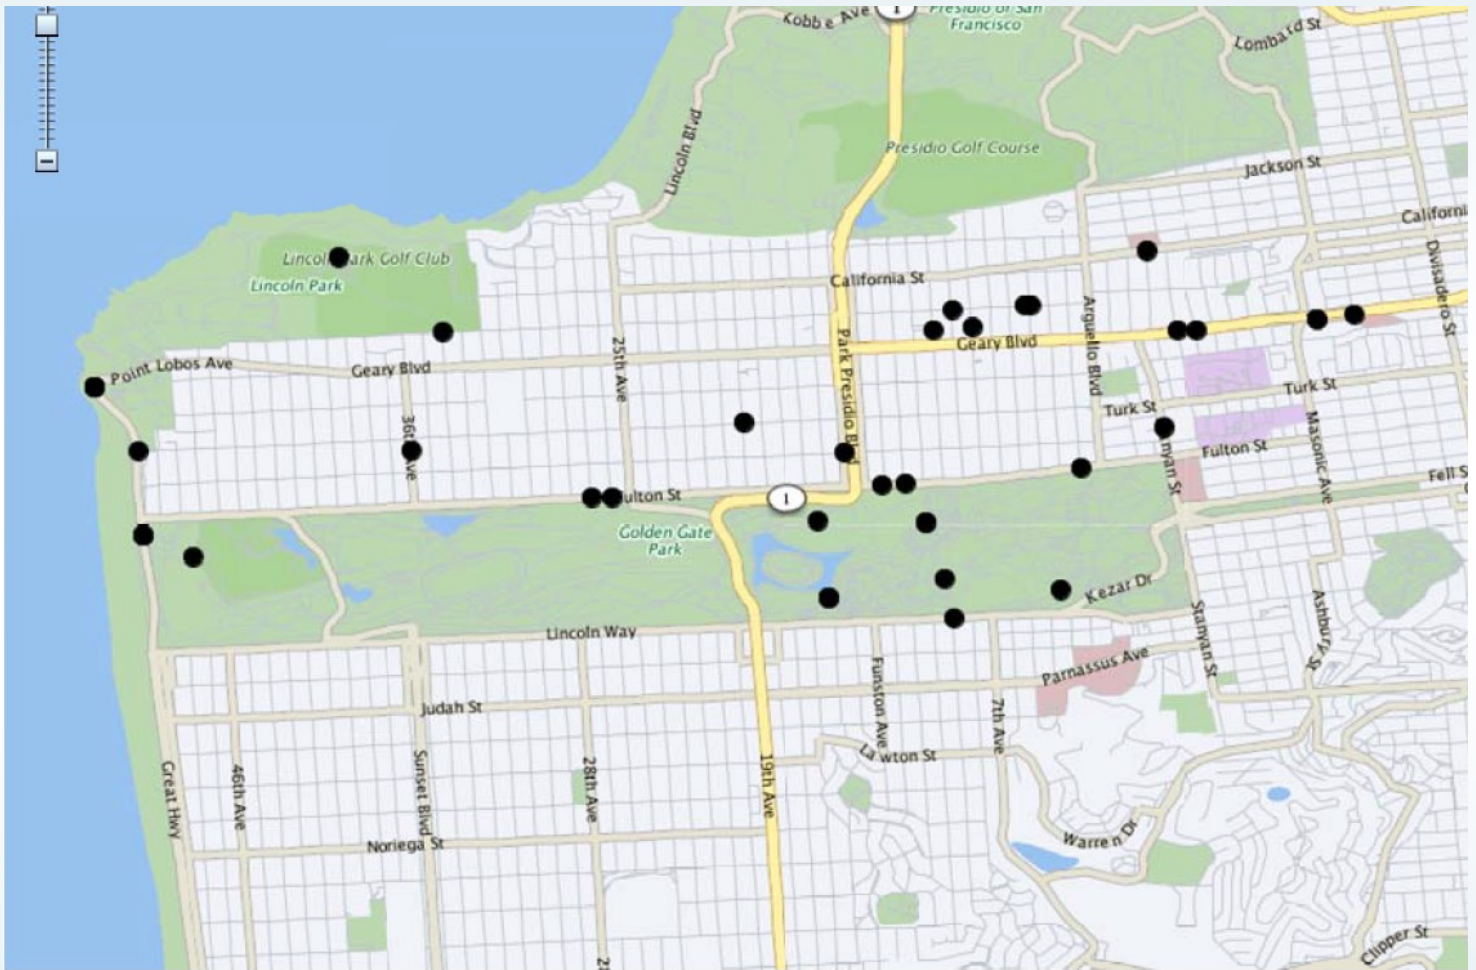 Kobbe Ave
1
Presidio of San
Francisco
Lombard St
Lincoln Blvd
Presidio Golf Course
Jackson St
California
Lincoln Park Golf Club
Lincoln Park
California St
Divisadero St
Arguello Blvd
Park Presidio Blvd
Geary Blvd
25th Ave
Point Lobos Ave
Geary Blvd
Turk St
Turk St
36th Ave
Masonic Ave
nyan St
Fulton St
Fell S
ulton St
1
Golden Gate
Park
Kezar Dr
Lincoln Way
Ashbury St
Stanyan St
Parnassus Ave
Funston Ave
7th Ave
Judah St
Lawton St
Great Hwy
46th Ave
Sunset Blvd
28th Ave
19th Ave
Noriega St
Warren Dr
Clipper St